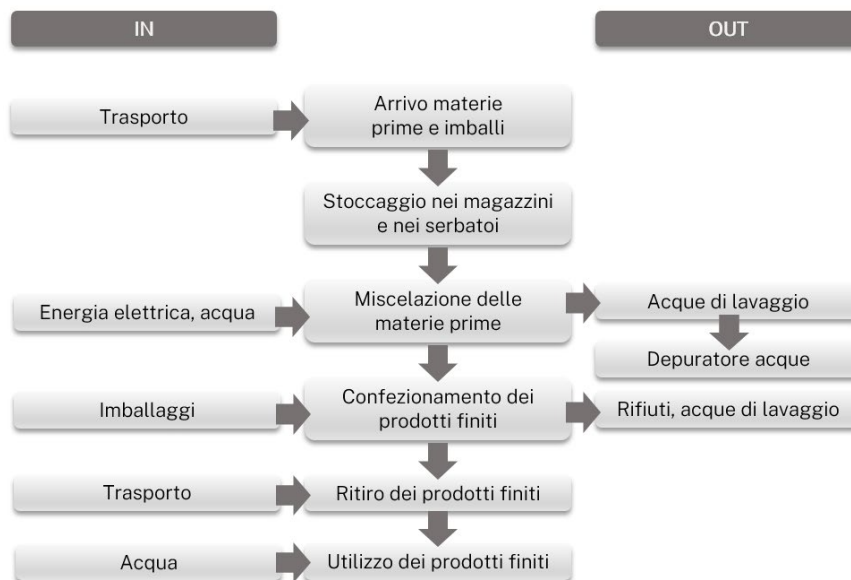 IN
OUT
Trasporto
Arrivo materie
prime e imballi
Stoccaggio nei magazzini
e nei serbatoi
Energia elettrica, acqua
Miscelazione delle
materie prime
Acque di lavaggio
Depuratore acque
Imballaggi
Confezionamento dei
prodotti finiti
Rifiuti, acque di lavaggio
Trasporto
Ritiro dei prodotti finiti
Acqua
Utilizzo dei prodotti finiti